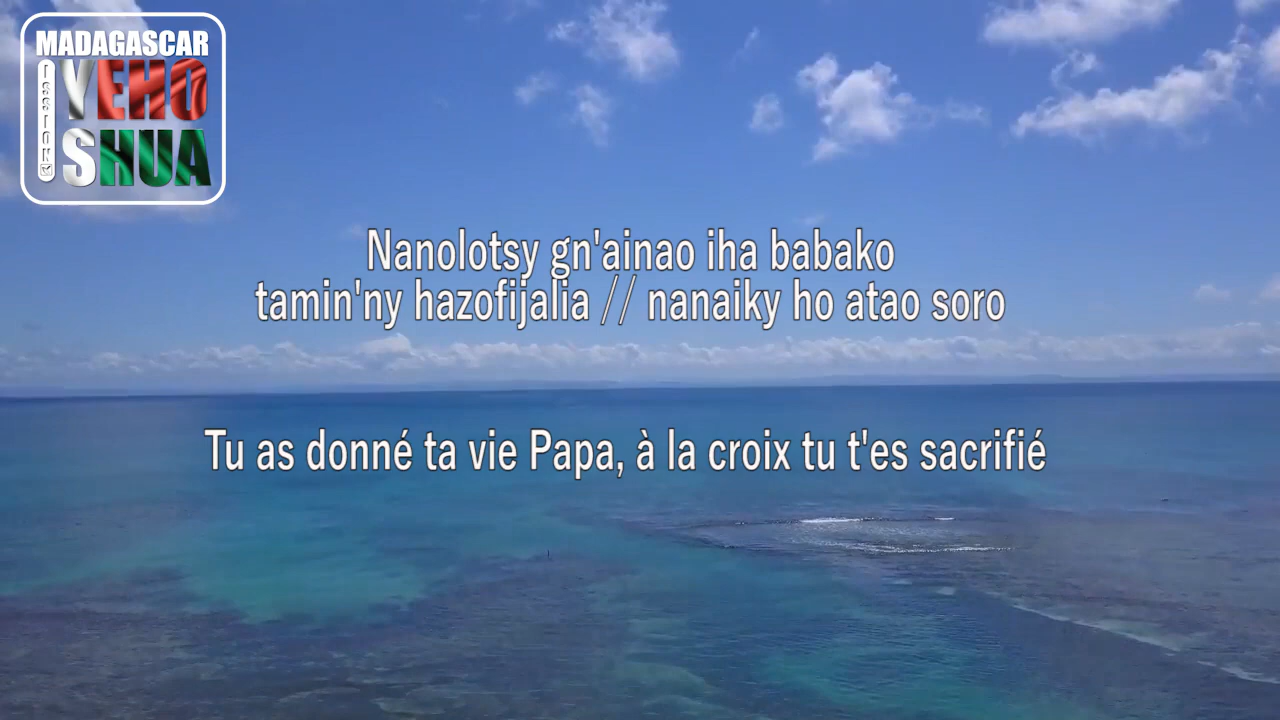 MADAGASCAR
YEHO
SHUA
Nanolotsy gn'ainao iha babako
tamin'ny hazofijalia // nanaiky ho atao soro
Tu as donné ta vie Papa, à la croix tu t'es sacrifié